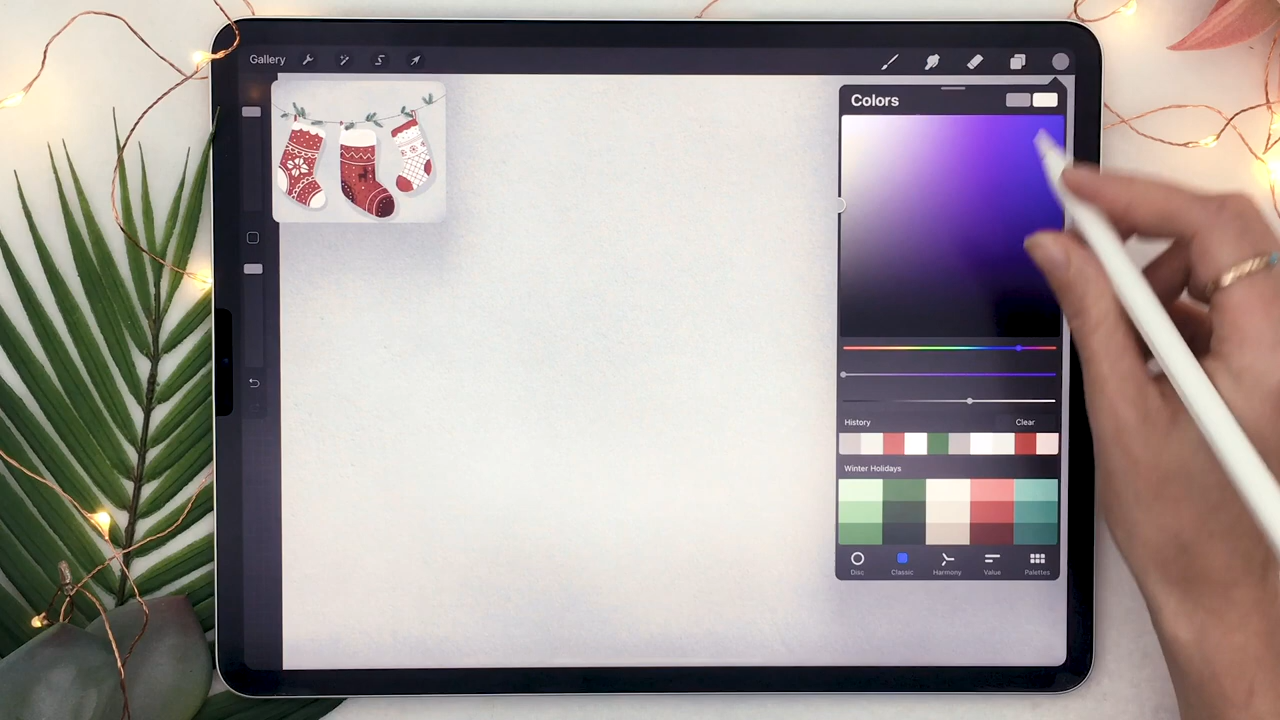 Gallery
Colors
History Clear
Winter Holidays
Disc Classic Harmony Value Palettes